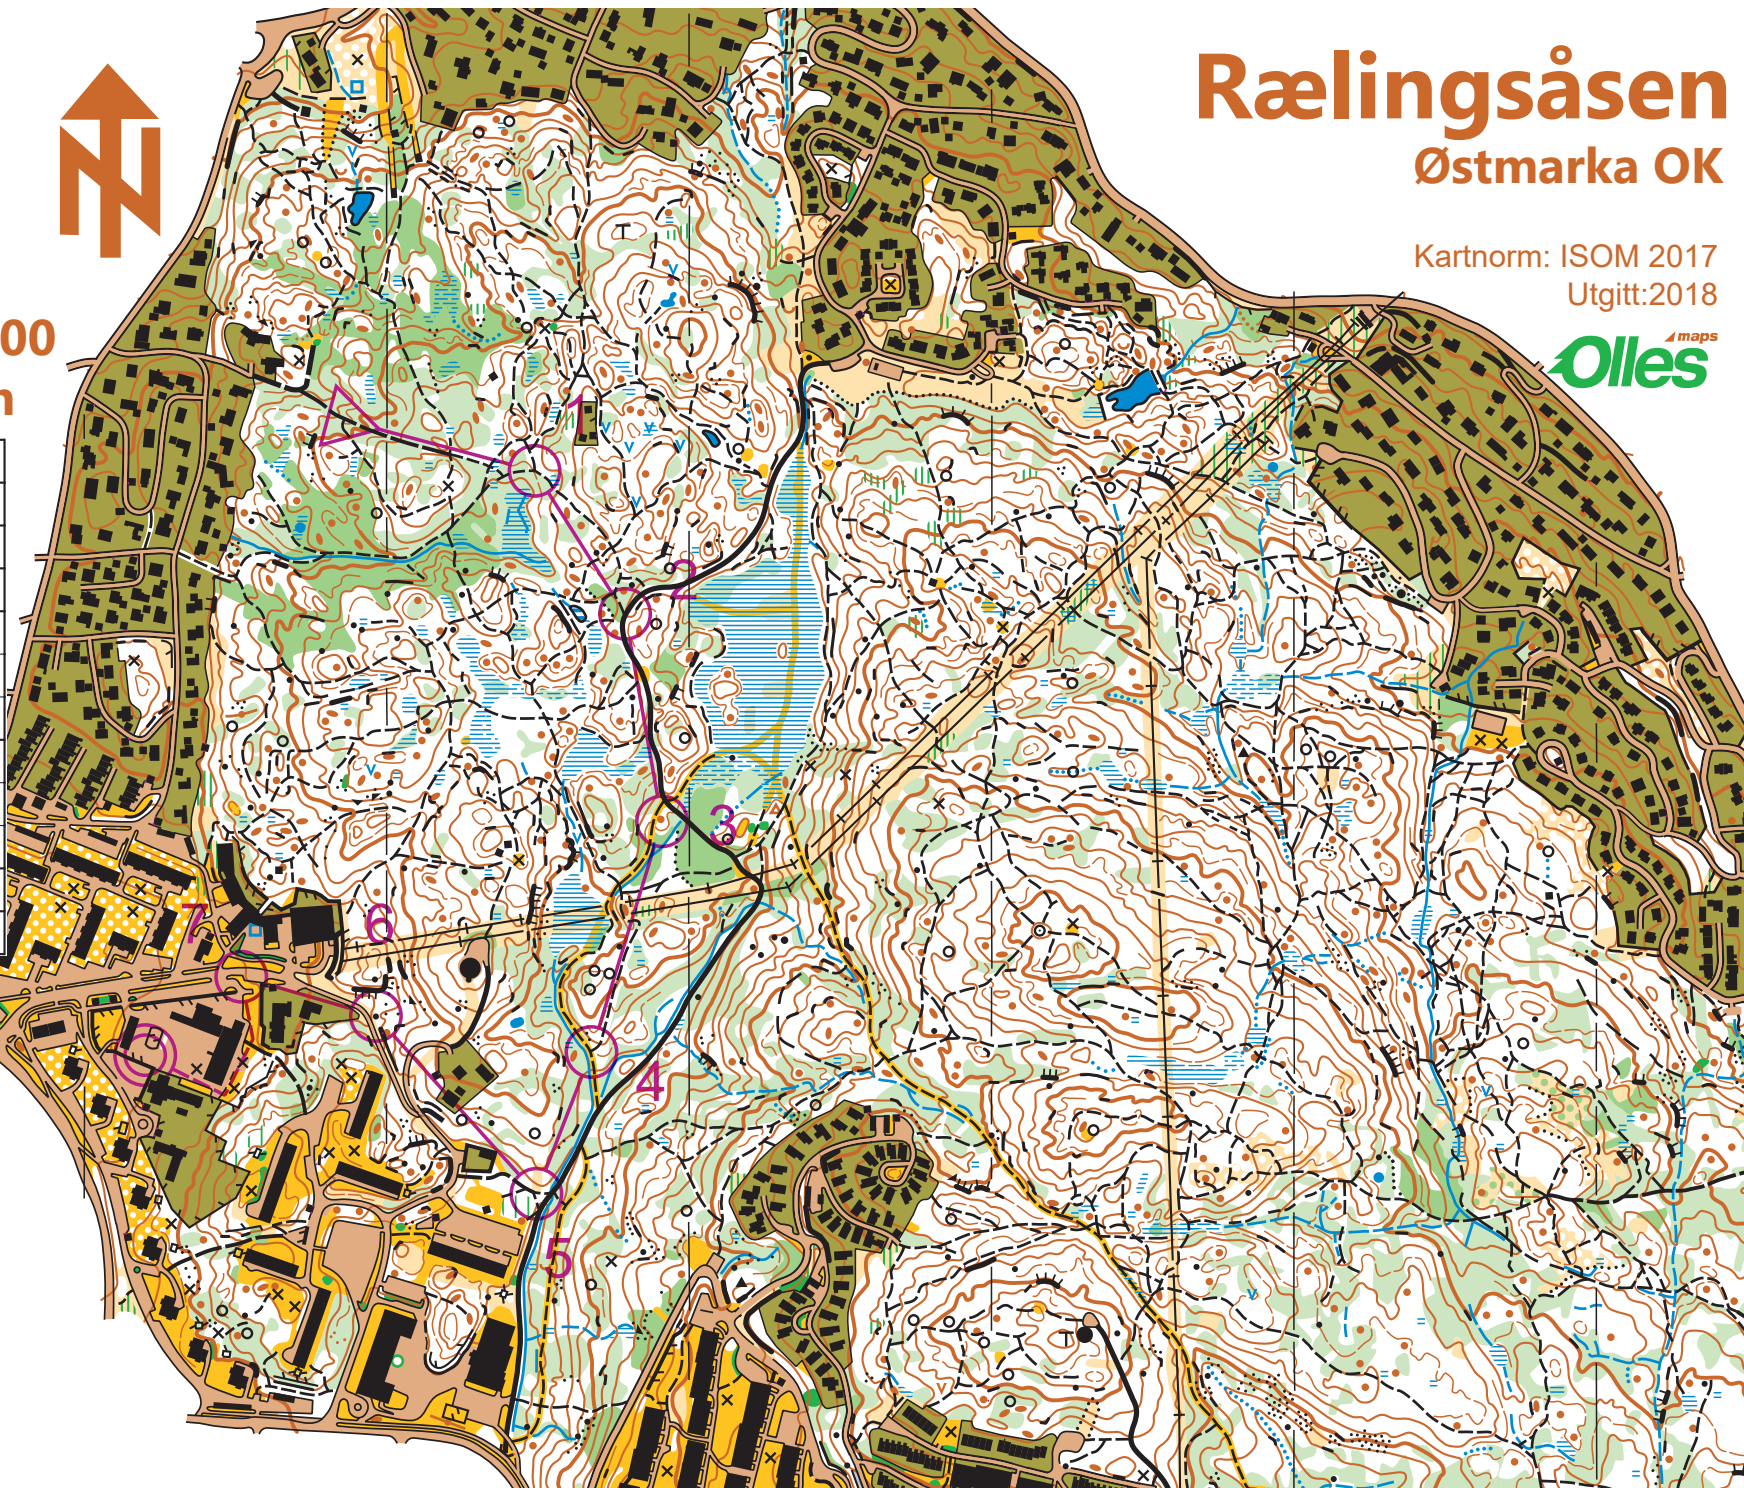 Rælingsåsen
Østmarka OK
Kartnorm: ISOM 2017
Utgitt:2018
maps
Olles
00
n
1
2
3
4
5
6
7